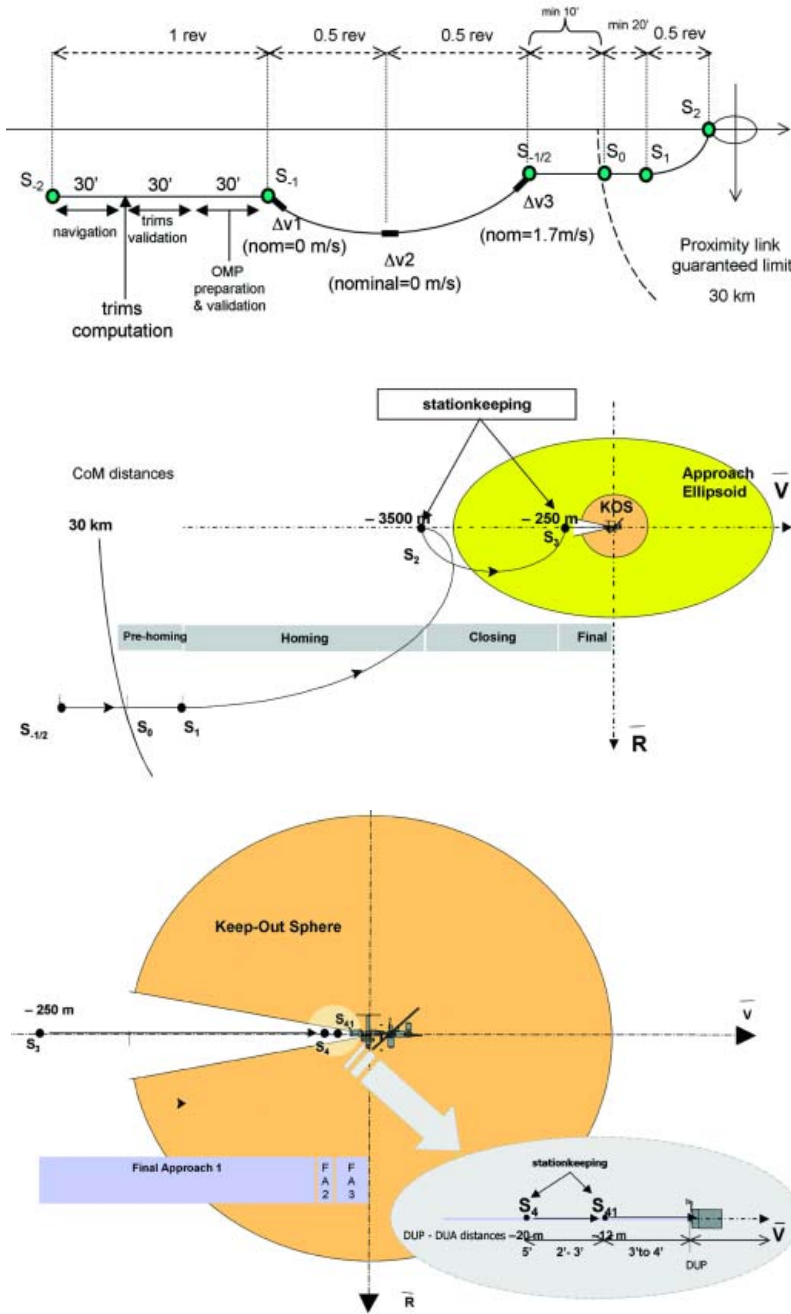 1 rev
0.5 rev
0.5 rev
min 10'
min 20'
0.5 rev
S2
S-2
30'
30'
30'
S-1
S-1/2
S0
S1
navigation
trims
validation
OMP
preparation
& validation
trims
computation
Δv1
(nom=0 m/s)
Δv2
(nominal=0 m/s)
Δv3
(nom=1.7m/s)
Proximity link
guaranteed limit
30 km
stationkeeping
CoM distances
30 km
– 3500 m
S2
– 250 m
S3
KOS
Approach
Ellipsoid
V
Pre-homing
Homing
Closing
Final
S-1/2
S0
S1
R
Keep-Out Sphere
– 250 m
S3
S4
S41
V
Final Approach 1
F
A
2
F
A
3
R
stationkeeping
S4
S41
DUP - DUA distances –20 m
–12 m
5'
2'- 3'
3'to 4'
DUP
V